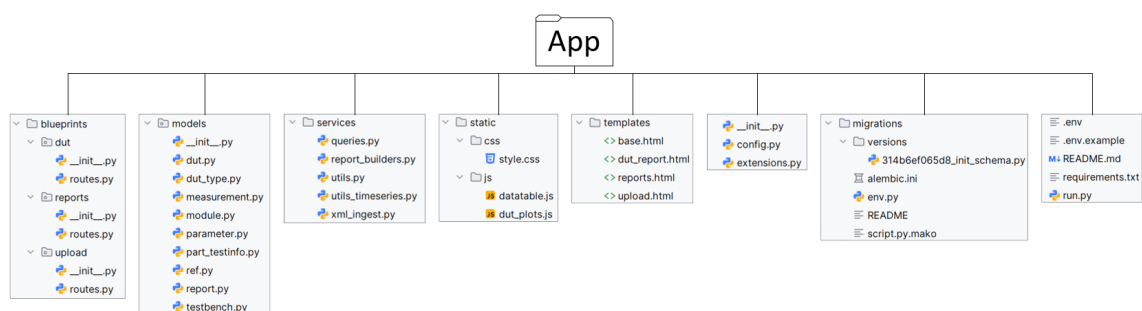 App
blueprints
dut
__init__.py
routes.py
reports
__init__.py
routes.py
upload
__init__.py
routes.py
models
__init__.py
dut.py
dut_type.py
measurement.py
module.py
parameter.py
part_testinfo.py
ref.py
report.py
testbench.py
services
queries.py
report_builders.py
utils.py
utils_timeseries.py
xml_ingest.py
static
css
style.css
js
datatable.js
dut_plots.js
templates
base.html
dut_report.html
reports.html
upload.html
__init__.py
config.py
extensions.py
migrations
versions
314b6ef065d8_init_schema.py
alembic.ini
env.py
README
script.py.mako
.env
.env.example
README.md
requirements.txt
run.py